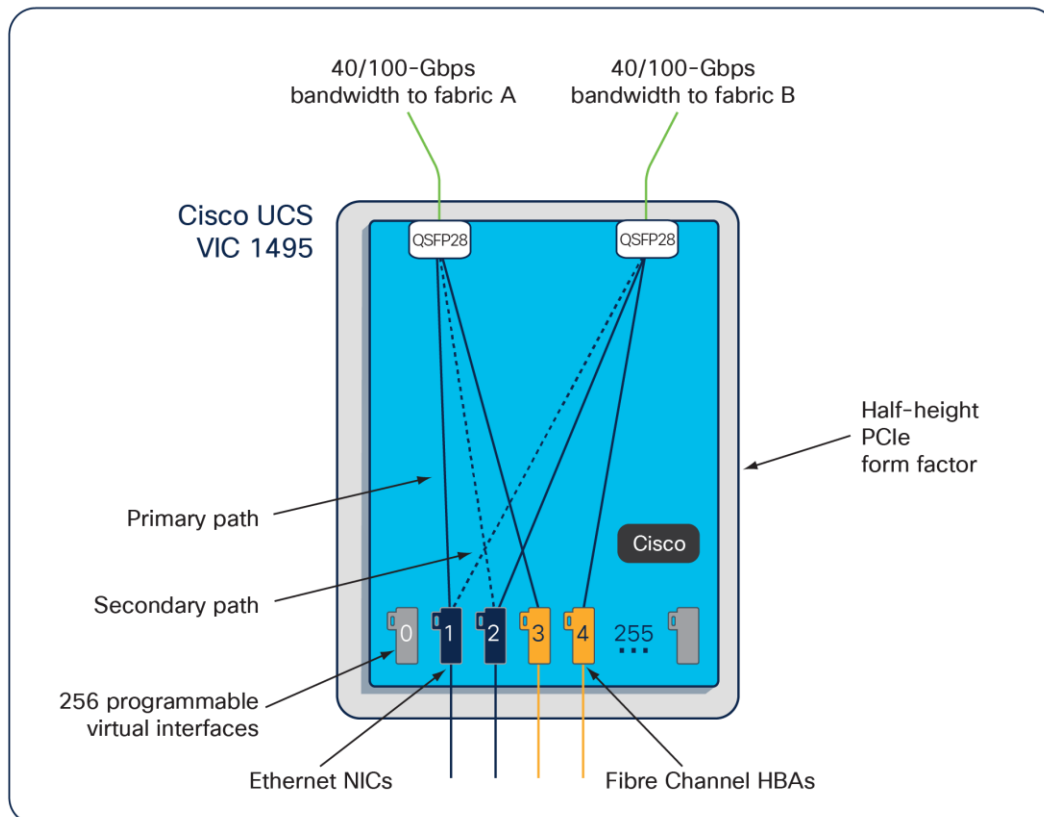 40/100-Gbps
bandwidth to fabric A
40/100-Gbps
bandwidth to fabric B
Cisco UCS
VIC 1495
QSFP28
QSFP28
Half-height
PCIe
form factor
Primary path
Cisco
Secondary path
0
1
2
3
4
255
...
256 programmable
virtual interfaces
Ethernet NICs
Fibre Channel HBAs